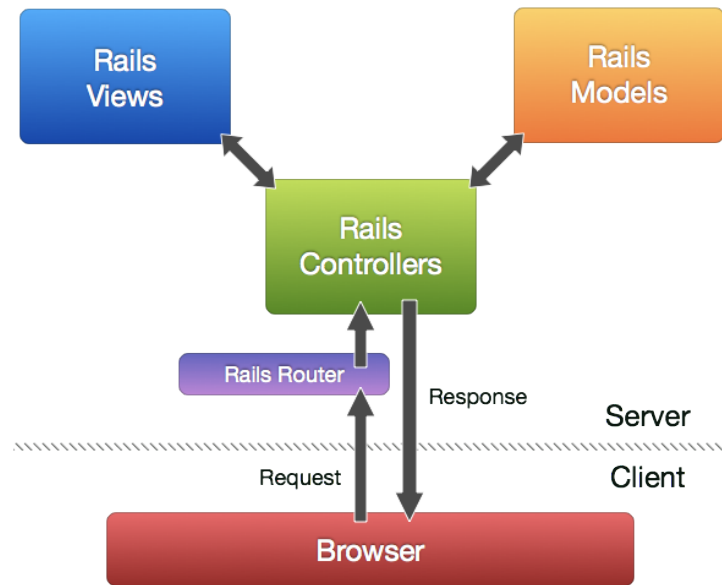 Rails
Views
Rails
Models
Rails
Controllers
Rails Router
Response
Server
Request
Client
Browser